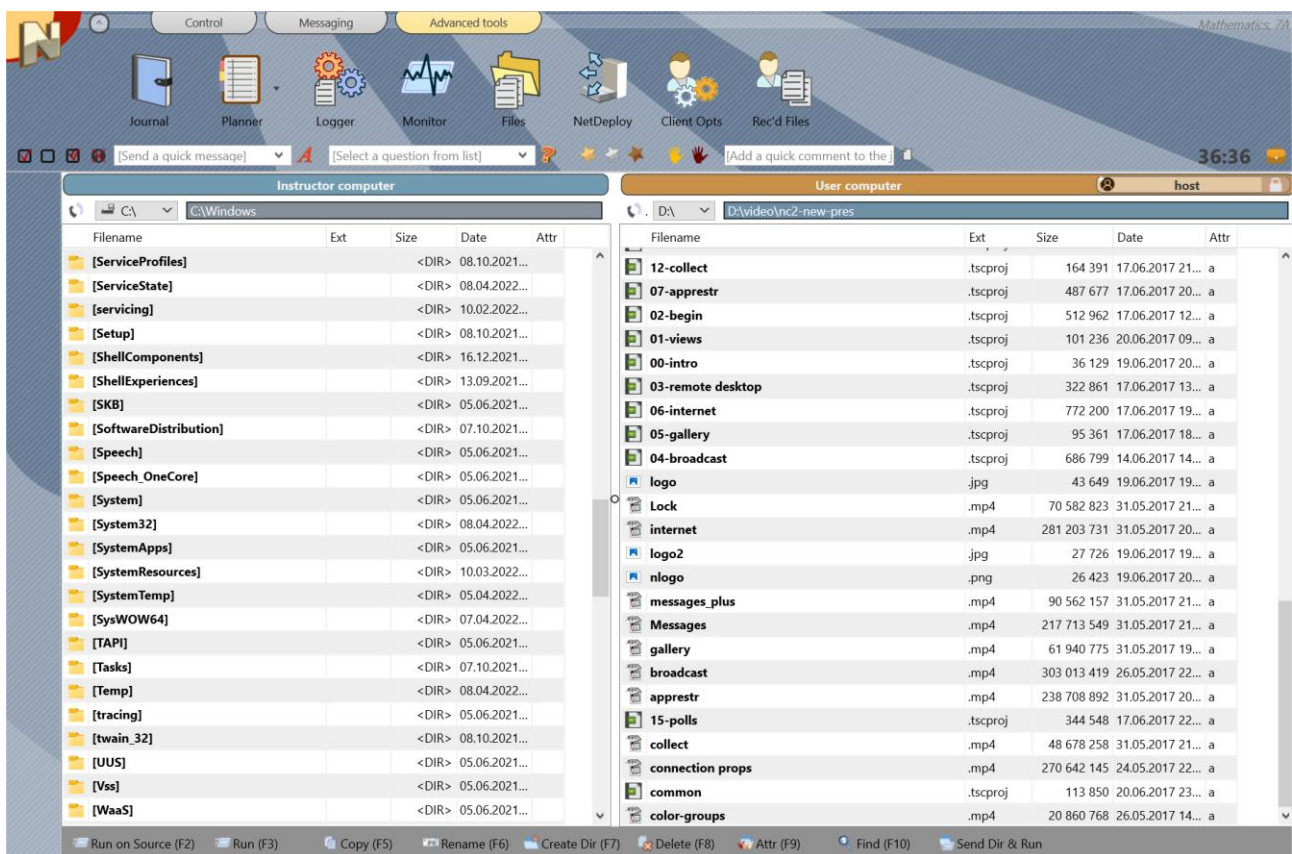 N
Control Messaging Advanced tools Mathematics, 7A
Journal Planner Logger Monitor Files NetDeploy Client Opts Rec'd Files
[Send a quick message] A [Select a question from list] ? [Add a quick comment to the j 36:36
Instructor computer User computer host
C:\ C:\Windows . D:\ D:\video\nc2-new-pres
Filename Ext Size Date Attr Filename Ext Size Date Attr
[ServiceProfiles] <DIR> 08.10.2021... 12-collect .tscproj 164 391 17.06.2017 21... a
[ServiceState] <DIR> 08.04.2022... 07-apprestr .tscproj 487 677 17.06.2017 20... a
[servicing] <DIR> 10.02.2022... 02-begin .tscproj 512 962 17.06.2017 12... a
[Setup] <DIR> 08.10.2021... 01-views .tscproj 101 236 20.06.2017 09... a
[ShellComponents] <DIR> 16.12.2021... 00-intro .tscproj 36 129 19.06.2017 20... a
[ShellExperiences] <DIR> 13.09.2021... 03-remote desktop .tscproj 322 861 17.06.2017 13... a
[SKB] <DIR> 05.06.2021... 06-internet .tscproj 772 200 17.06.2017 19... a
[SoftwareDistribution] <DIR> 07.10.2021... 05-gallery .tscproj 95 361 17.06.2017 18... a
[Speech] <DIR> 05.06.2021... 04-broadcast .tscproj 686 799 14.06.2017 14... a
[Speech_OneCore] <DIR> 05.06.2021... logo .jpg 43 649 19.06.2017 19... a
[System] <DIR> 05.06.2021... Lock .mp4 70 582 823 31.05.2017 21... a
[System32] <DIR> 08.04.2022... internet .mp4 281 203 731 31.05.2017 20... a
[SystemApps] <DIR> 05.06.2021... logo2 .jpg 27 726 19.06.2017 19... a
[SystemResources] <DIR> 10.03.2022... nlogo .png 26 423 19.06.2017 20... a
[SystemTemp] <DIR> 05.04.2022... messages_plus .mp4 90 562 157 31.05.2017 21... a
[SysWOW64] <DIR> 07.04.2022... Messages .mp4 217 713 549 31.05.2017 21... a
[TAPI] <DIR> 05.06.2021... gallery .mp4 61 940 775 31.05.2017 19... a
[Tasks] <DIR> 07.10.2021... broadcast .mp4 303 013 419 26.05.2017 22... a
[Temp] <DIR> 08.04.2022... apprestr .mp4 238 708 892 31.05.2017 20... a
[tracing] <DIR> 05.06.2021... 15-polls .tscproj 344 548 17.06.2017 22... a
[twain_32] <DIR> 08.10.2021... collect .mp4 48 678 258 31.05.2017 21... a
[UUS] <DIR> 05.06.2021... connection props .mp4 270 642 145 24.05.2017 22... a
[Vss] <DIR> 05.06.2021... common .tscproj 113 850 20.06.2017 23... a
[WaaS] <DIR> 05.06.2021... color-groups .mp4 20 860 768 26.05.2017 14... a
Run on Source (F2) Run (F3) Copy (F5) Rename (F6) Create Dir (F7) Delete (F8) Attr (F9) Find (F10) Send Dir & Run